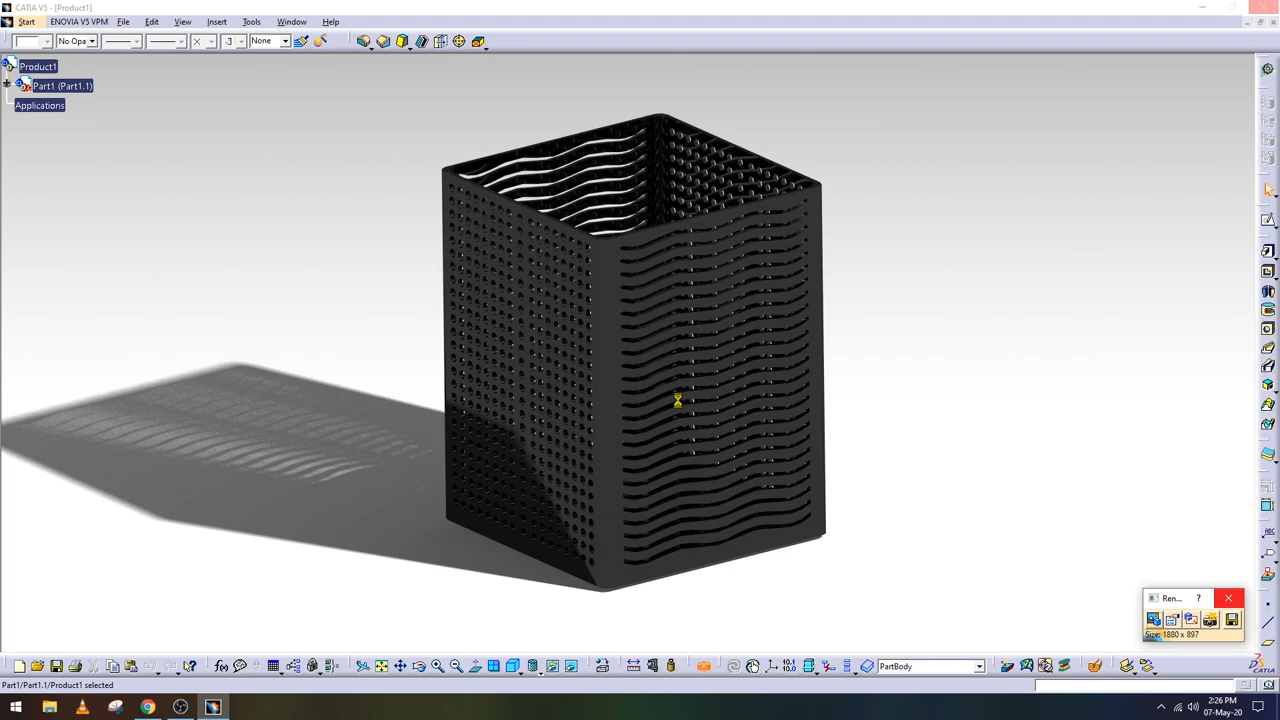 CATIA V5 - [Product1]
Start ENOVIA V5 VPM File Edit View Insert Tools Window Help
No Opa None
Product1
Part1 (Part1.1)
Applications
Ren... ?
Size: 1880 x 897
PartBody
CATIA
Part1/Part1.1/Product1 selected
2:26 PM
07-May-20